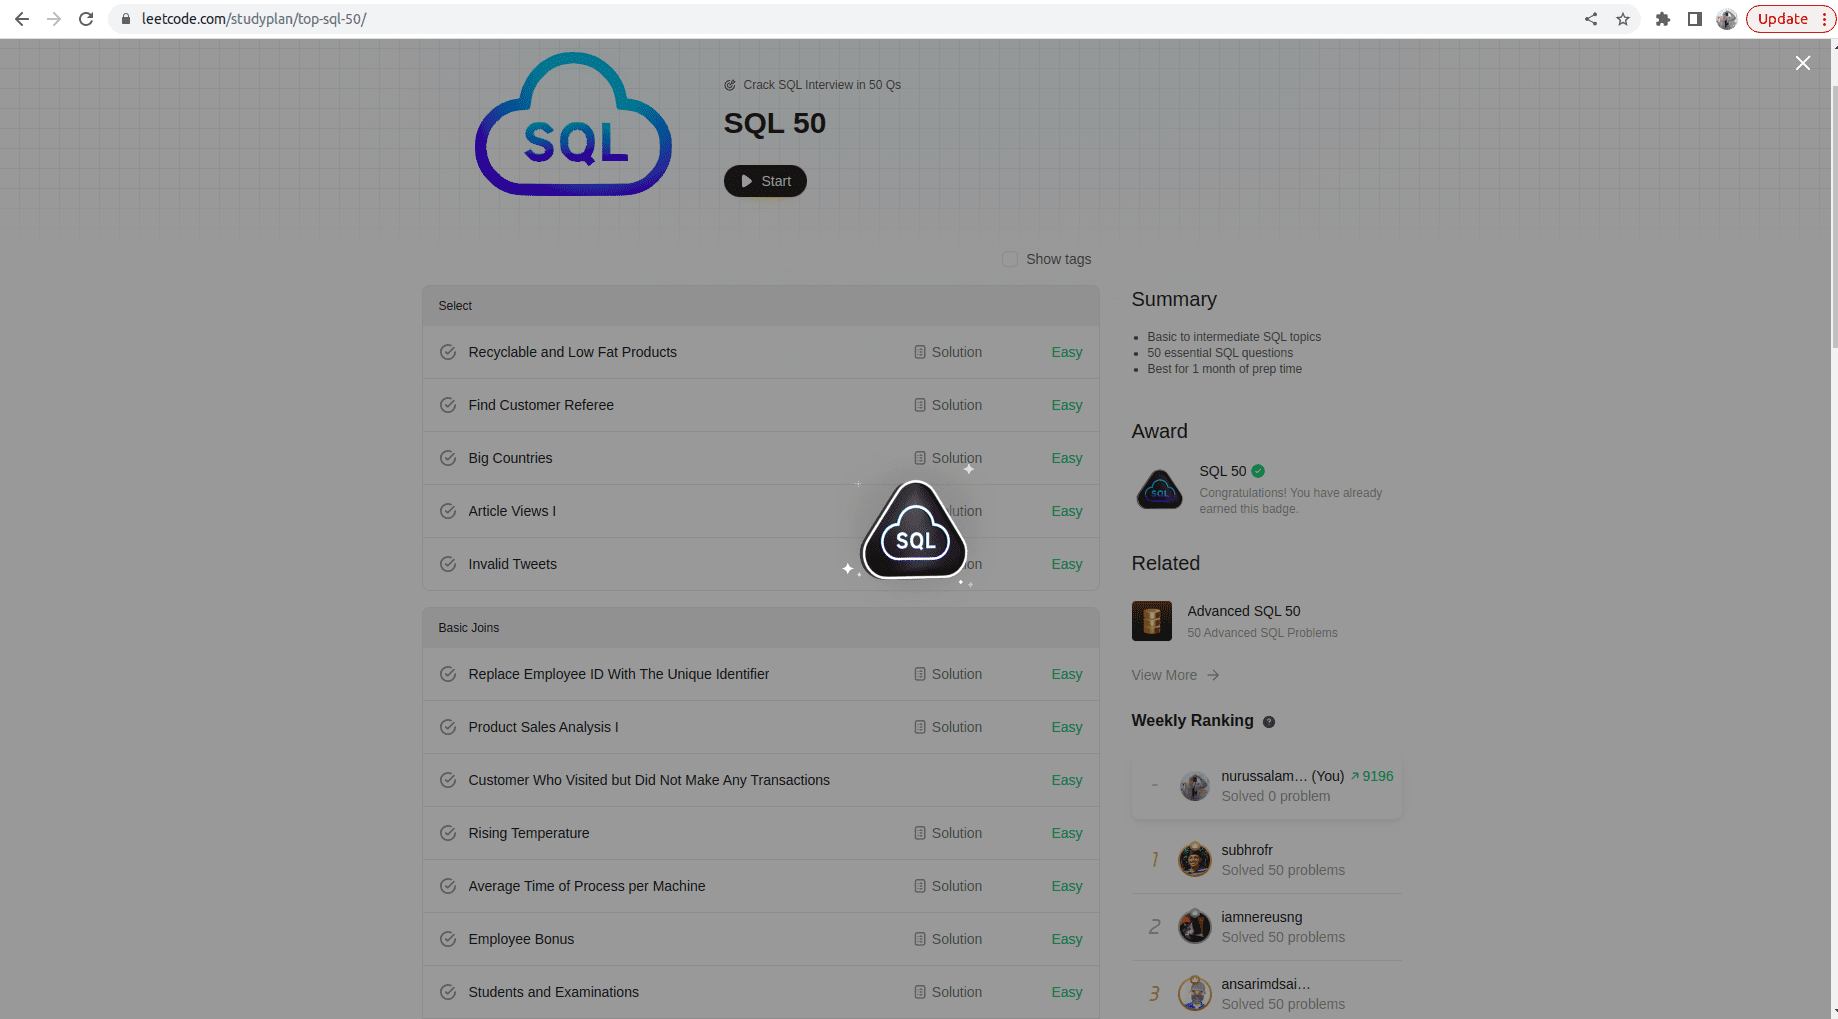 leetcode.com/studyplan/top-sql-50/
Update
SQL
Crack SQL Interview in 50 Qs
SQL 50
Start
Show tags
Select
Recyclable and Low Fat Products Solution Easy
Find Customer Referee Solution Easy
Big Countries Solution Easy
Article Views I lution Easy
Invalid Tweets on Easy
SQL
Basic Joins
Replace Employee ID With The Unique Identifier Solution Easy
Product Sales Analysis I Solution Easy
Customer Who Visited but Did Not Make Any Transactions Easy
Rising Temperature Solution Easy
Average Time of Process per Machine Solution Easy
Employee Bonus Solution Easy
Students and Examinations Solution Easy
Summary
Basic to intermediate SQL topics
50 essential SQL questions
Best for 1 month of prep time
Award
SQL
SQL 50
Congratulations! You have already
earned this badge.
Related
Advanced SQL 50
50 Advanced SQL Problems
View More
Weekly Ranking
- nurussalam... (You) 9196
Solved 0 problem
1 subhrofr
Solved 50 problems
2 iamnereusng
Solved 50 problems
3 ansarimdsai...
Solved 50 problems